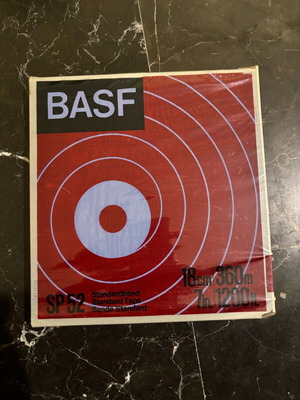 BASF
18cm 360m
7in 1200ft
SP 52
Standardband
Standard Tape
Bande Standard